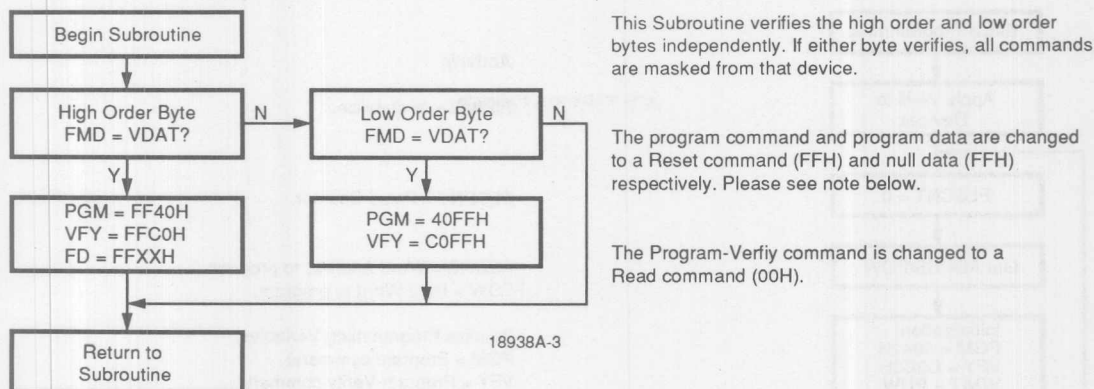 Begin Subroutine
High Order Byte
FMD = VDAT?
N
Low Order Byte
FMD = VDAT?
N
Y
Y
PGM = FF40H
VFY = FFC0H
FD = FFXXH
PGM = 40FFH
VFY = C0FFH
18938A-3
Return to
Subroutine
This Subroutine verifies the high order and low order
bytes independently. If either byte verifies, all commands
are masked from that device.
The program command and program data are changed
to a Reset command (FFH) and null data (FFH)
respectively. Please see note below.
The Program-Verfiy command is changed to a
Read command (00H).